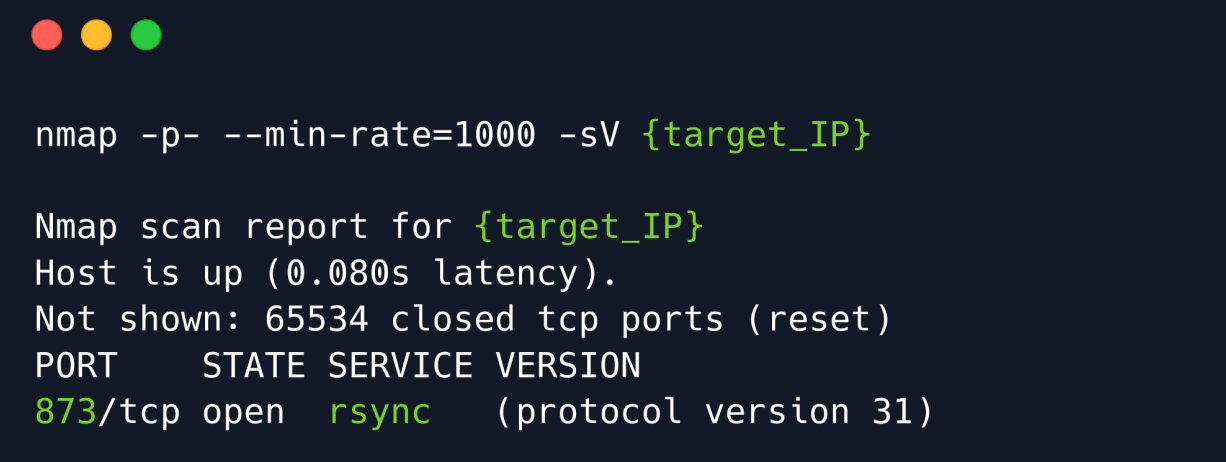 nmap -p- --min-rate=1000 -sV {target_IP}
Nmap scan report for {target_IP}
Host is up (0.080s latency).
Not shown: 65534 closed tcp ports (reset)
PORT    STATE SERVICE VERSION
873/tcp open  rsync   (protocol version 31)